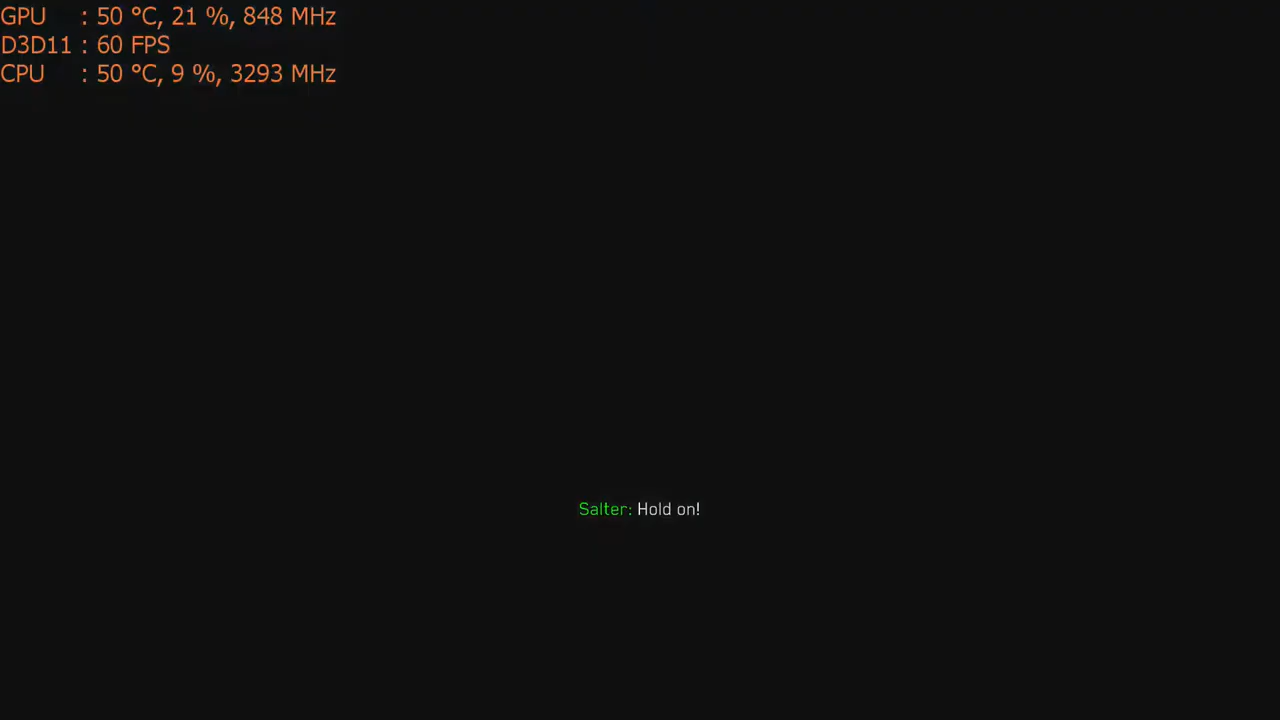 GPU : 50 °C, 21 %, 848 MHz
D3D11 : 60 FPS
CPU : 50 °C, 9 %, 3293 MHz
Salter: Hold on!